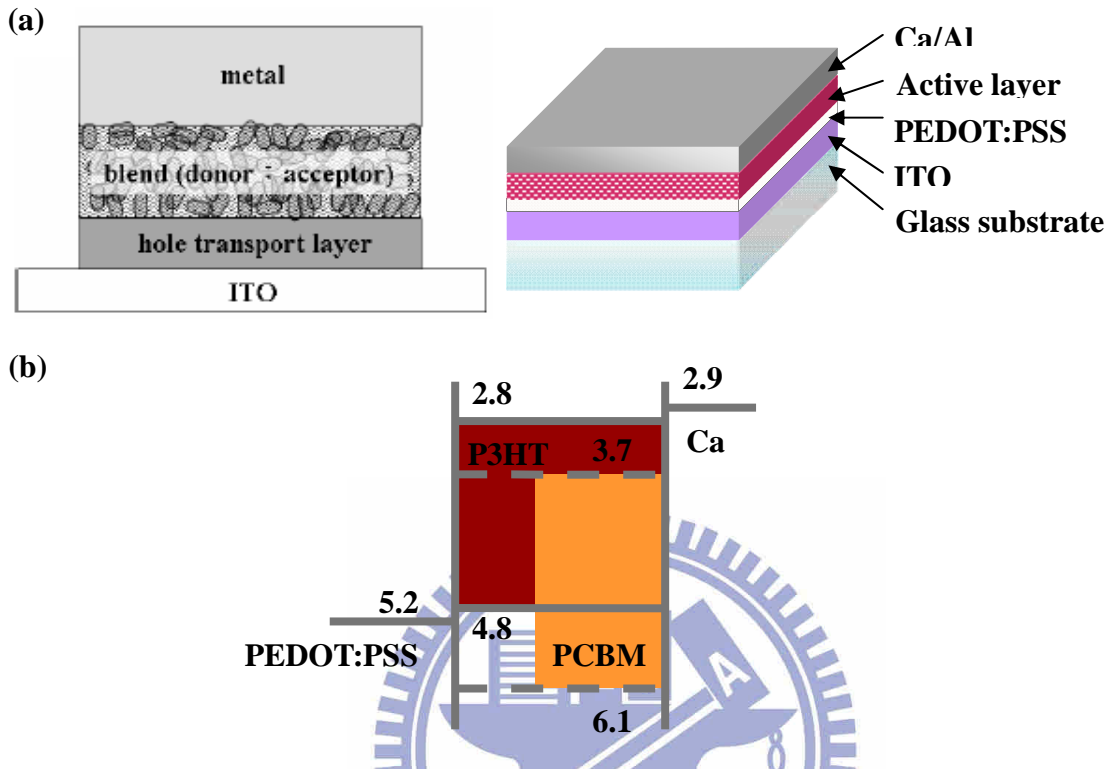 (a)
metal
blend (donor : acceptor)
hole transport layer
ITO
Ca/Al
Active layer
PEDOT:PSS
ITO
Glass substrate
(b)
2.8
2.9
P3HT
3.7
Ca
5.2
4.8
PEDOT:PSS
PCBM
6.1
A